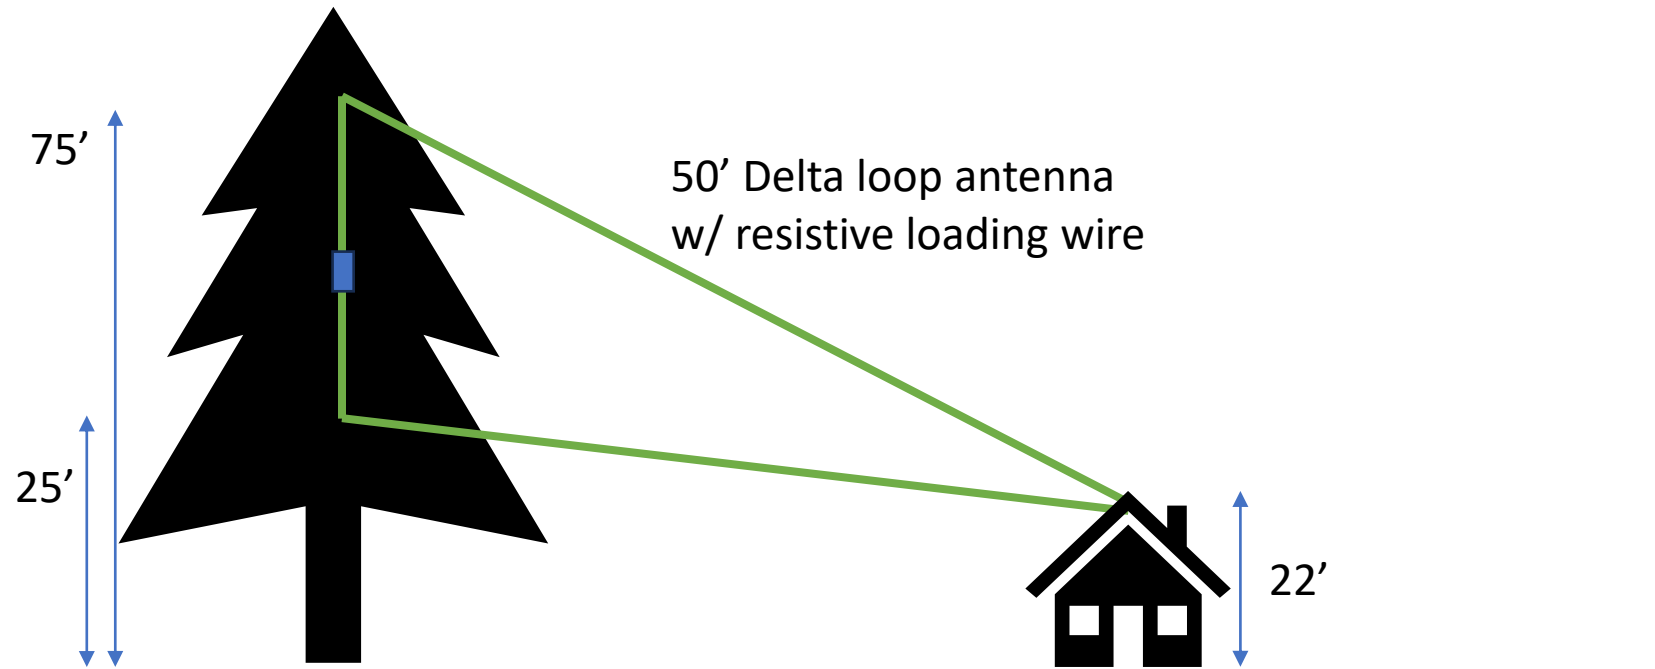 75’
50’ Delta loop antenna
w/ resistive loading wire
25’
22’